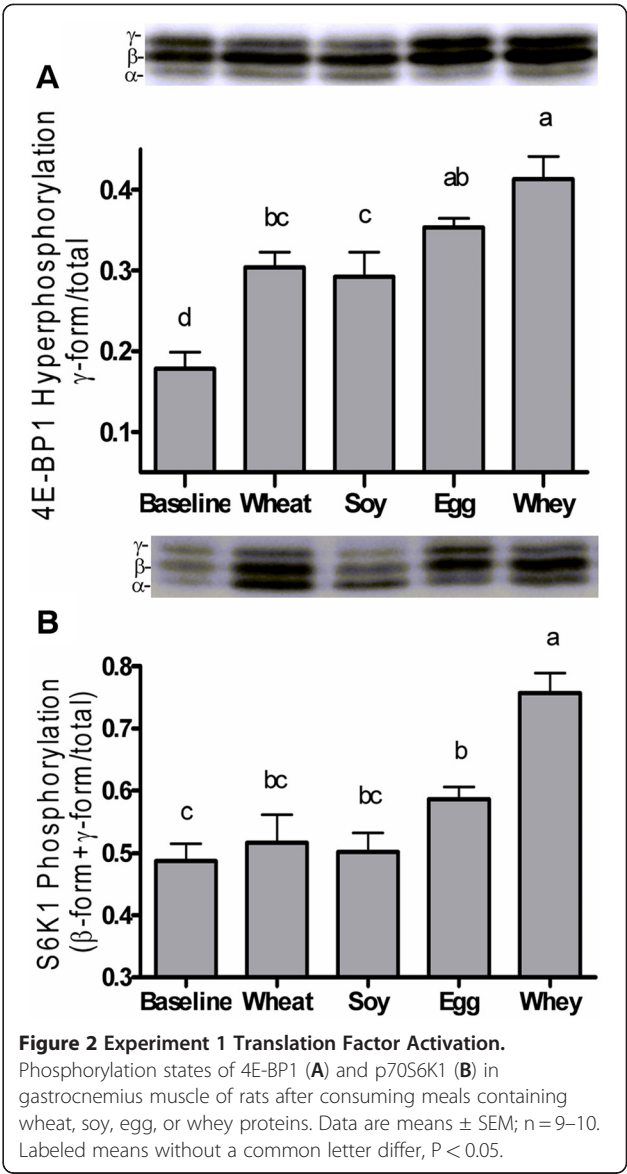 γ-
β-
α-
A
4E-BP1 Hyperphosphorylation
γ-form/total
0.4
0.3
0.2
0.1
d
bc
c
ab
a
Baseline Wheat Soy Egg Whey
γ-
β-
α-
B
S6K1 Phosphorylation
(β-form+γ-form/total)
0.8
0.7
0.6
0.5
0.4
0.3
c
bc
bc
b
a
Baseline Wheat Soy Egg Whey
Figure 2 Experiment 1 Translation Factor Activation.
Phosphorylation states of 4E-BP1 (A) and p70S6K1 (B) in
gastrocnemius muscle of rats after consuming meals containing
wheat, soy, egg, or whey proteins. Data are means ± SEM; n = 9–10.
Labeled means without a common letter differ, P < 0.05.